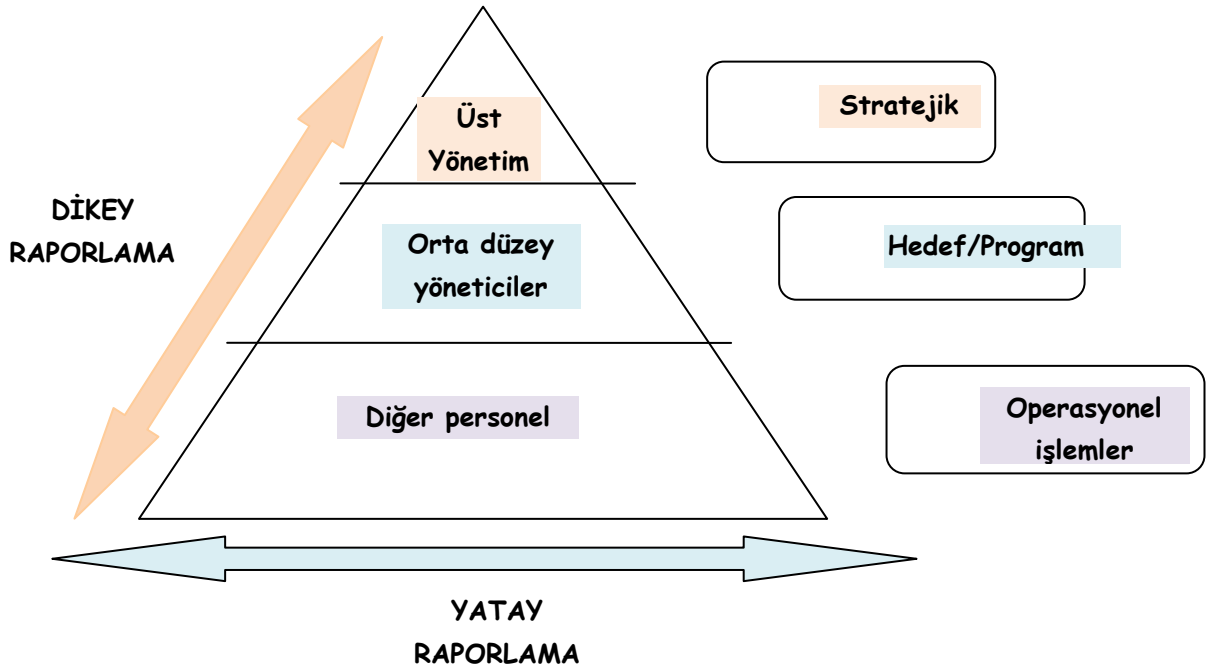 Üst
Yönetim
Stratejik
DİKEY
RAPORLAMA
Orta düzey
yöneticiler
Hedef/Program
Diğer personel
Operasyonel
işlemler
YATAY
RAPORLAMA